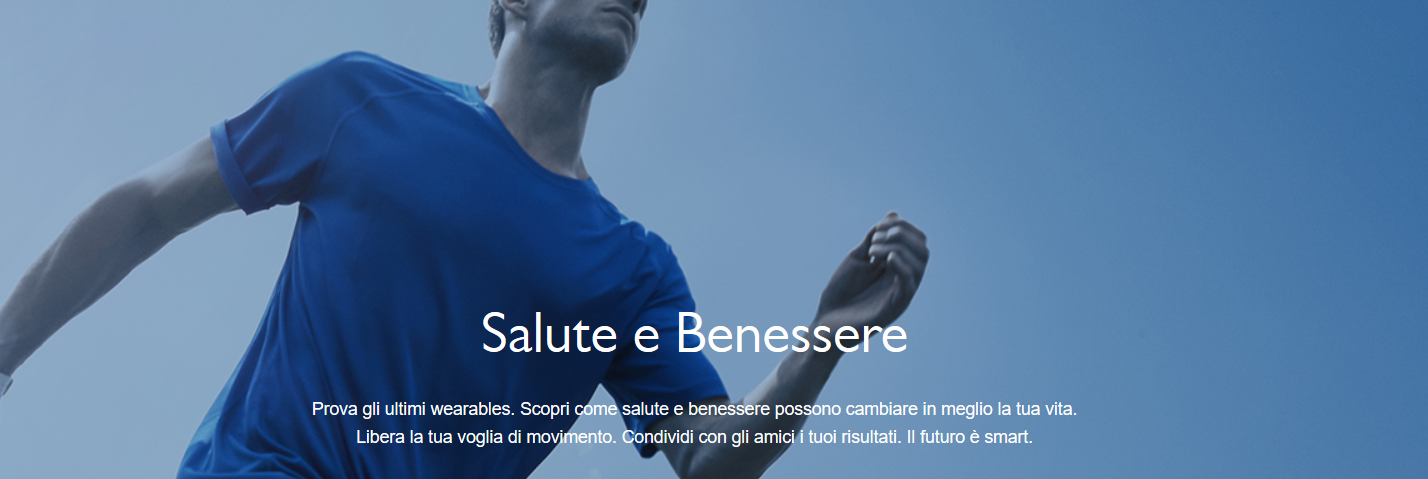 Salute e Benessere
Prova gli ultimi wearables. Scopri come salute e benessere possono cambiare in meglio la tua vita.
Libera la tua voglia di movimento. Condividi con gli amici i tuoi risultati. Il futuro è smart.